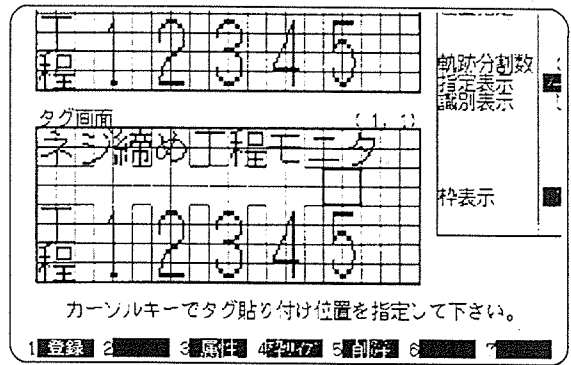 工程 1 2 3 4 5
軌跡分割数
指定表示
識別表示
タグ画面 (1, 1)
ネジ締め工程モニタ
枠表示
工程 1 2 3 4 5
カーソルキーでタグ貼り付け位置を指定して下さい。
1 登録 2 3 属性 4 5 削除 6 7